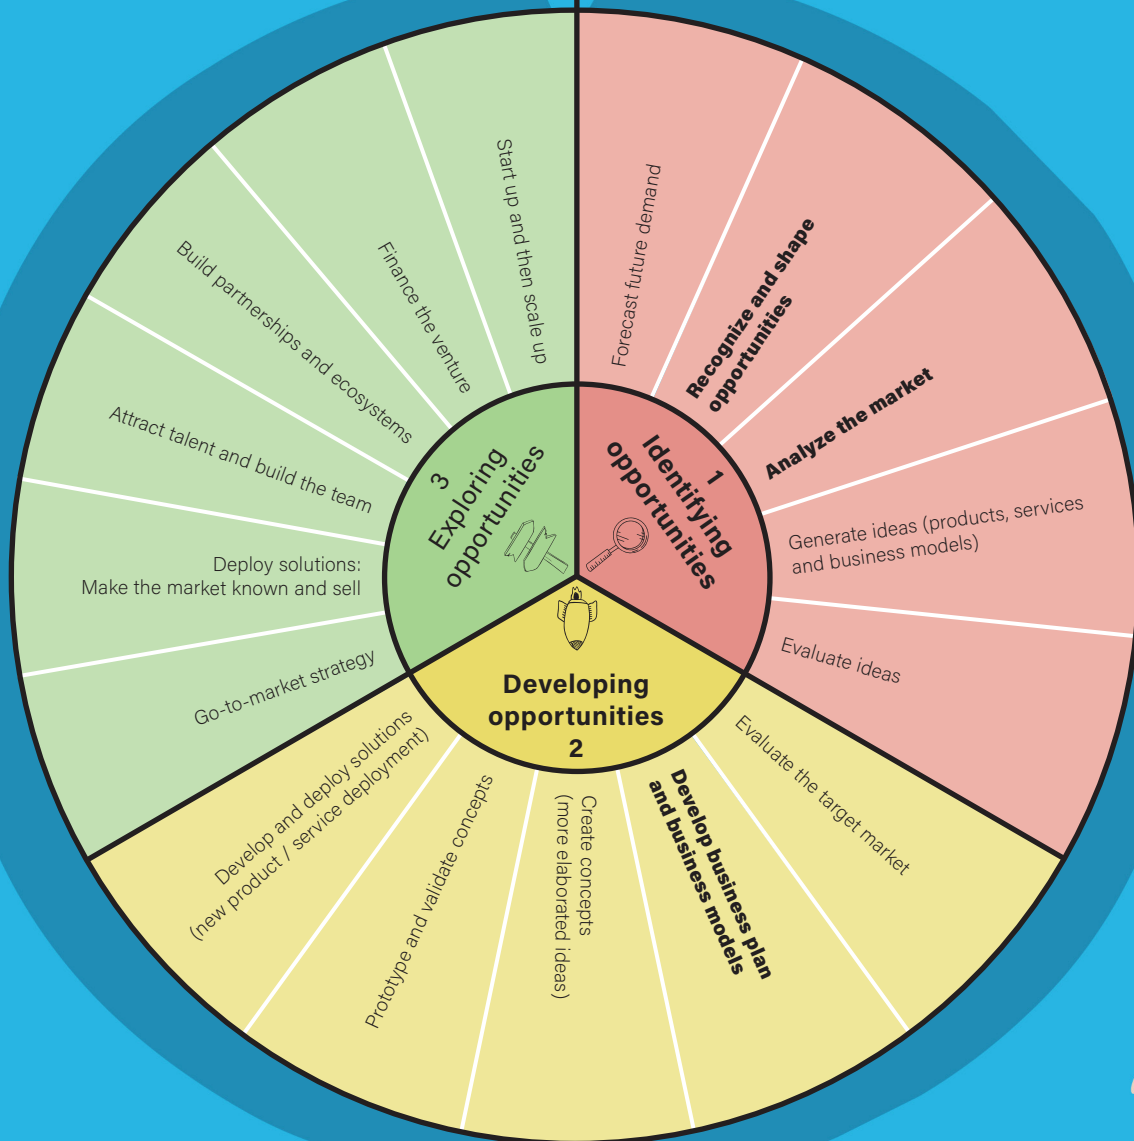 1
Identifying
opportunities
Forecast future demand
Recognize and shape
opportunities
Analyze the market
Generate ideas (products, services
and business models)
Evaluate ideas
Developing
opportunities
2
Evaluate the target market
Develop business plan
and business models
Create concepts
(more elaborated ideas)
Prototype and validate concepts
Develop and deploy solutions
(new product / service deployment)
3
Exploring
opportunities
Go-to-market strategy
Deploy solutions:
Make the market known and sell
Attract talent and build the team
Build partnerships and ecosystems
Finance the venture
Start up and then scale up